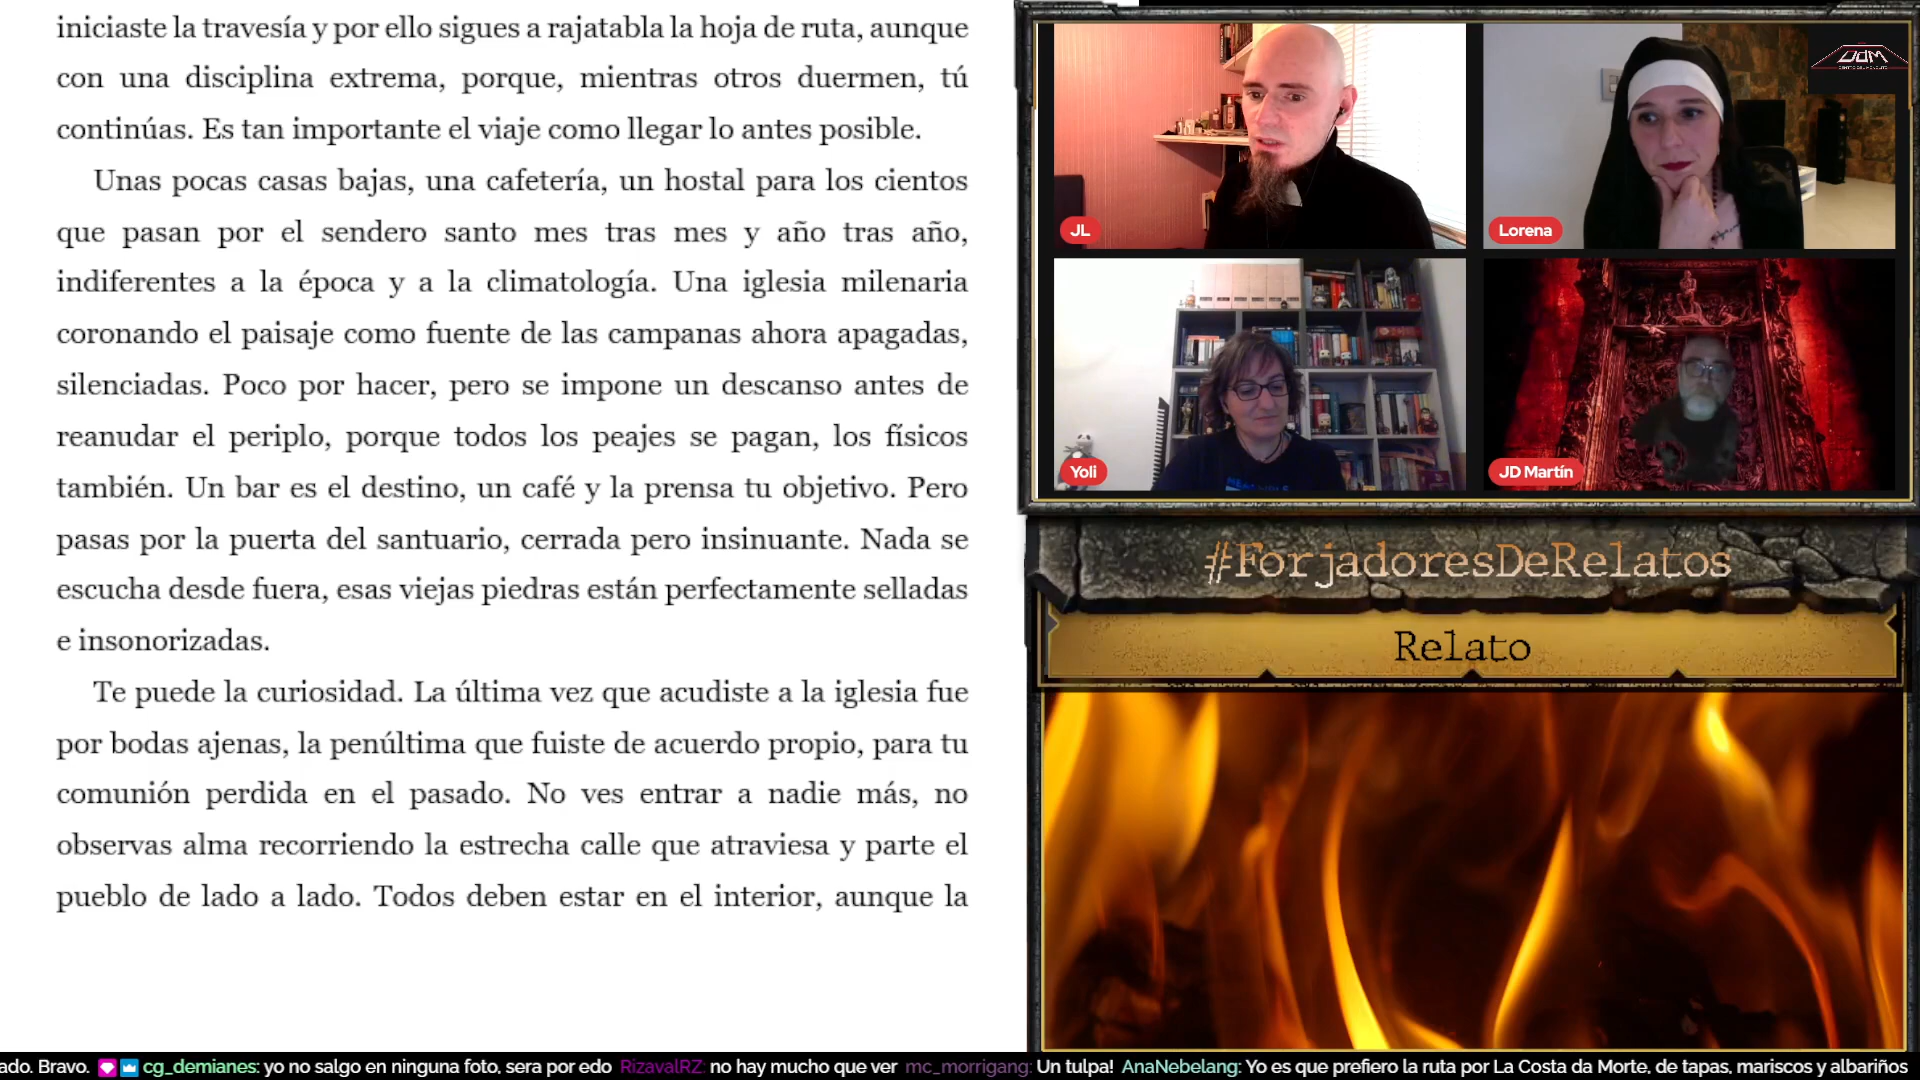 iniciaste la travesía y por ello sigues a rajatabla la hoja de ruta, aunque
con una disciplina extrema, porque, mientras otros duermen, tú
continúas. Es tan importante el viaje como llegar lo antes posible.
Unas pocas casas bajas, una cafetería, un hostal para los cientos
que pasan por el sendero santo mes tras mes y año tras año,
indiferentes a la época y a la climatología. Una iglesia milenaria
coronando el paisaje como fuente de las campanas ahora apagadas,
silenciadas. Poco por hacer, pero se impone un descanso antes de
reanudar el periplo, porque todos los peajes se pagan, los físicos
también. Un bar es el destino, un café y la prensa tu objetivo. Pero
pasas por la puerta del santuario, cerrada pero insinuante. Nada se
escucha desde fuera, esas viejas piedras están perfectamente selladas
e insonorizadas.
Te puede la curiosidad. La última vez que acudiste a la iglesia fue
por bodas ajenas, la penúltima que fuiste de acuerdo propio, para tu
comunión perdida en el pasado. No ves entrar a nadie más, no
observas alma recorriendo la estrecha calle que atraviesa y parte el
pueblo de lado a lado. Todos deben estar en el interior, aunque la
JL
Lorena
DDM
Yoli
JD Martín
#ForjadoresDeRelatos
Relato
ado. Bravo. cg_demianes: yo no salgo en ninguna foto, sera por edo RizavalRZ: no hay mucho que ver mc_morrigang: Un tulpa! AnaNebelang: Yo es que prefiero la ruta por La Costa da Morte, de tapas, mariscos y albariños